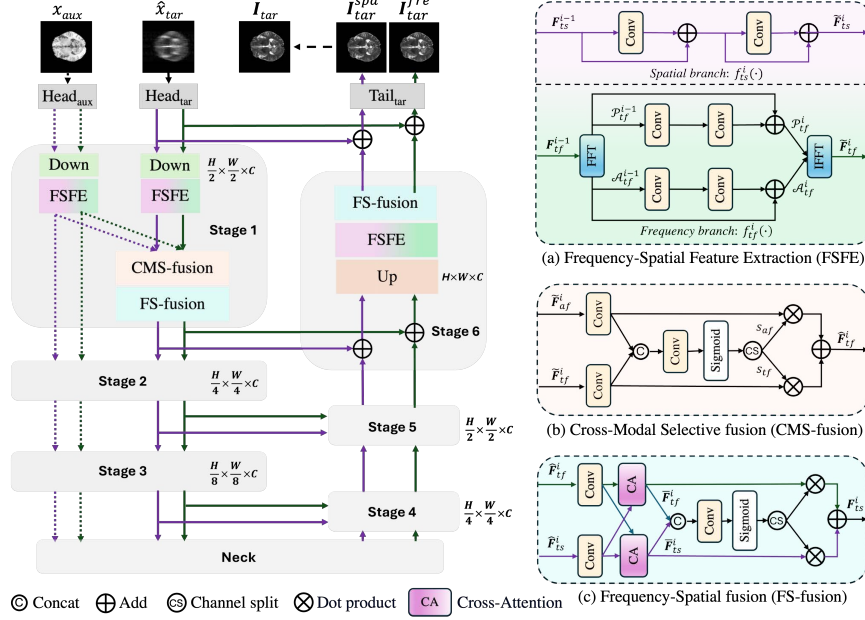 x_aux
x̂_tar
I_tar
I_tar^spa
I_tar^fre
Head_aux
Head_tar
Tail_tar
Down
Down
H/2 × W/2 × C
FSFE
FSFE
Stage 1
CMS-fusion
FS-fusion
FS-fusion
FSFE
Up
H×W×C
Stage 6
Stage 2
H/4 × W/4 × C
Stage 5
H/2 × W/2 × C
Stage 3
H/8 × W/8 × C
Stage 4
H/4 × W/4 × C
Neck
C Concat
Add
CS Channel split
Dot product
CA Cross-Attention
F_ts^{i-1}
Conv
Conv
F̃_ts^i
Spatial branch: f_ts^i(·)
F_tf^{i-1}
FFT
P_tf^{i-1}
Conv
Conv
P_tf^i
A_tf^{i-1}
Conv
Conv
A_tf^i
IFFT
F̃_tf^i
Frequency branch: f_tf^i(·)
(a) Frequency-Spatial Feature Extraction (FSFE)
F̃_af^i
Conv
F̃_tf^i
Conv
C
Conv
Sigmoid
CS
s_af
s_tf
F̂_tf^i
(b) Cross-Modal Selective fusion (CMS-fusion)
F̂_tf^i
Conv
CA
F̄_tf^i
F̂_ts^i
Conv
CA
F̄_ts^i
C
Conv
Sigmoid
CS
F_ts^i
(c) Frequency-Spatial fusion (FS-fusion)